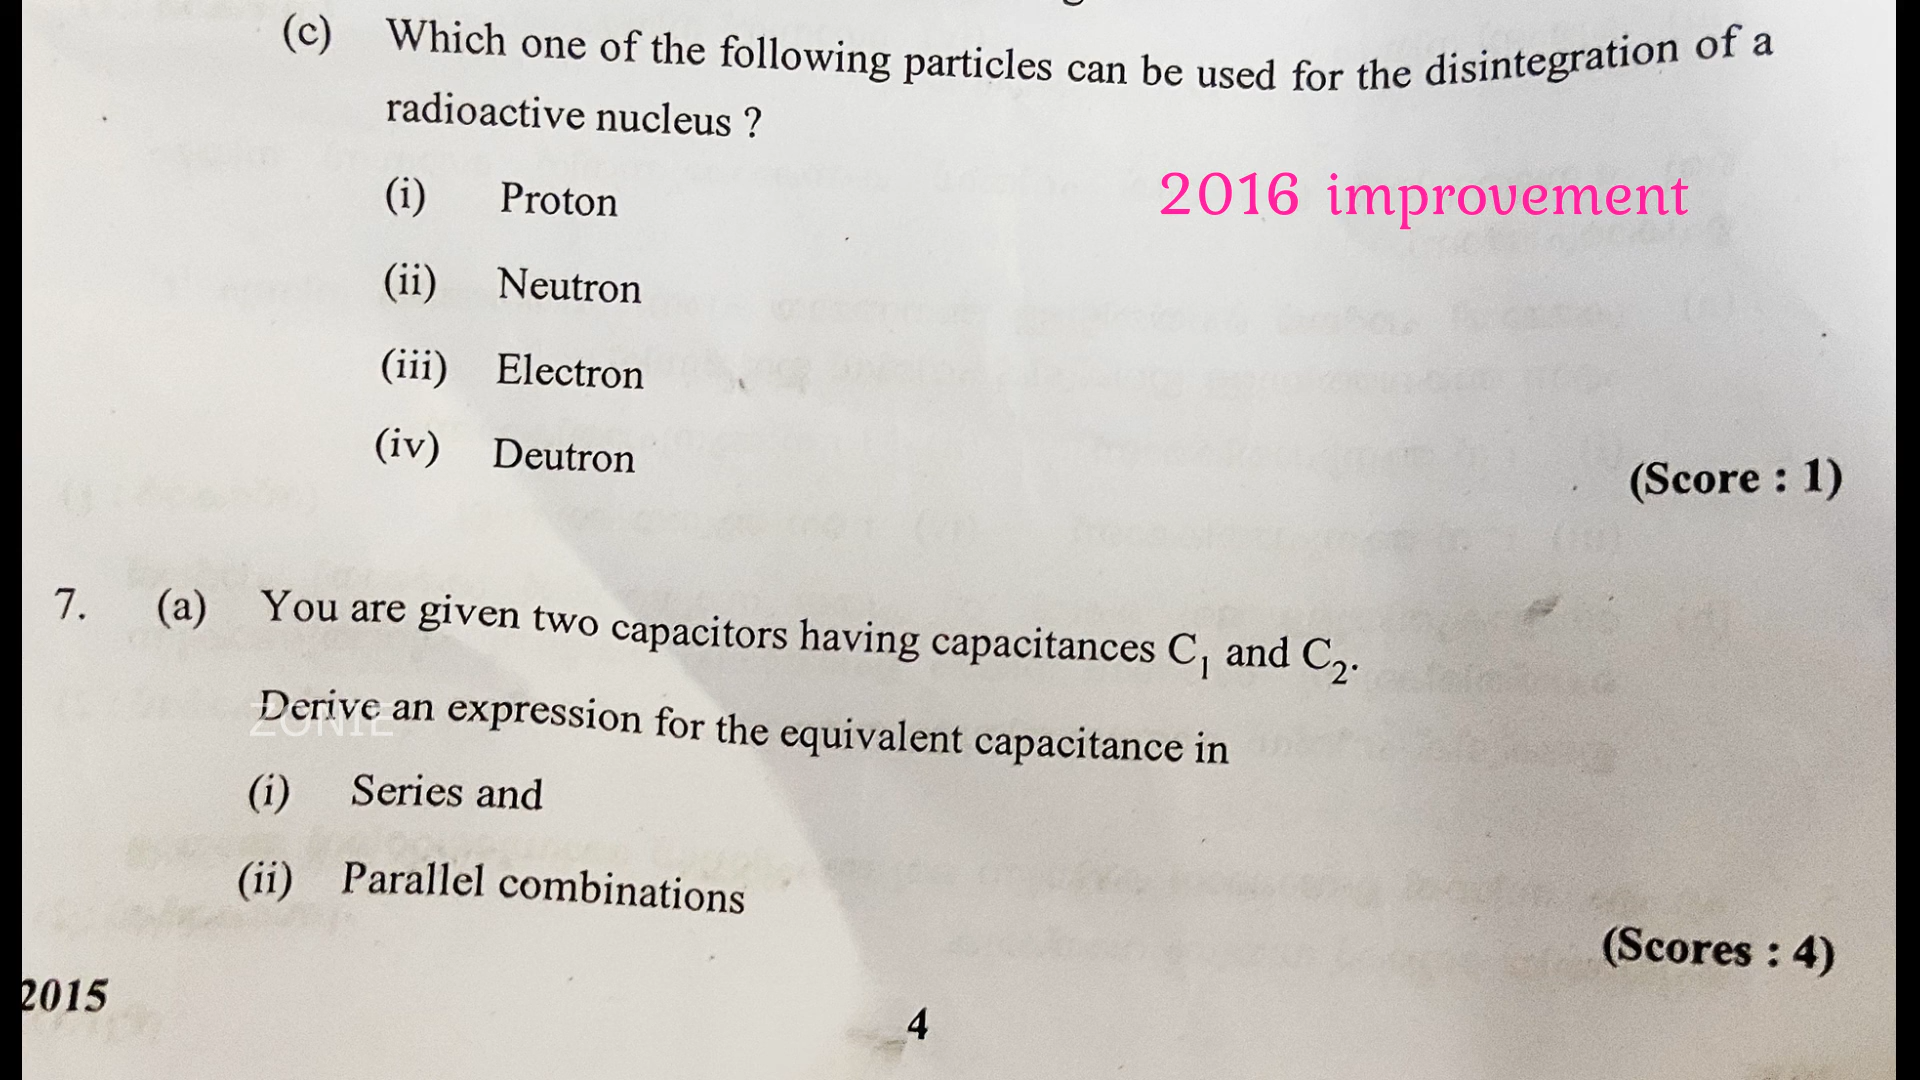 (c) Which one of the following particles can be used for the disintegration of a
radioactive nucleus ?
(i) Proton
2016 improvement
(ii) Neutron
(iii) Electron
(iv) Deutron
(Score : 1)
7. (a) You are given two capacitors having capacitances C₁ and C₂.
Derive an expression for the equivalent capacitance in
ZONIE
(i) Series and
(ii) Parallel combinations
(Scores : 4)
2015
4